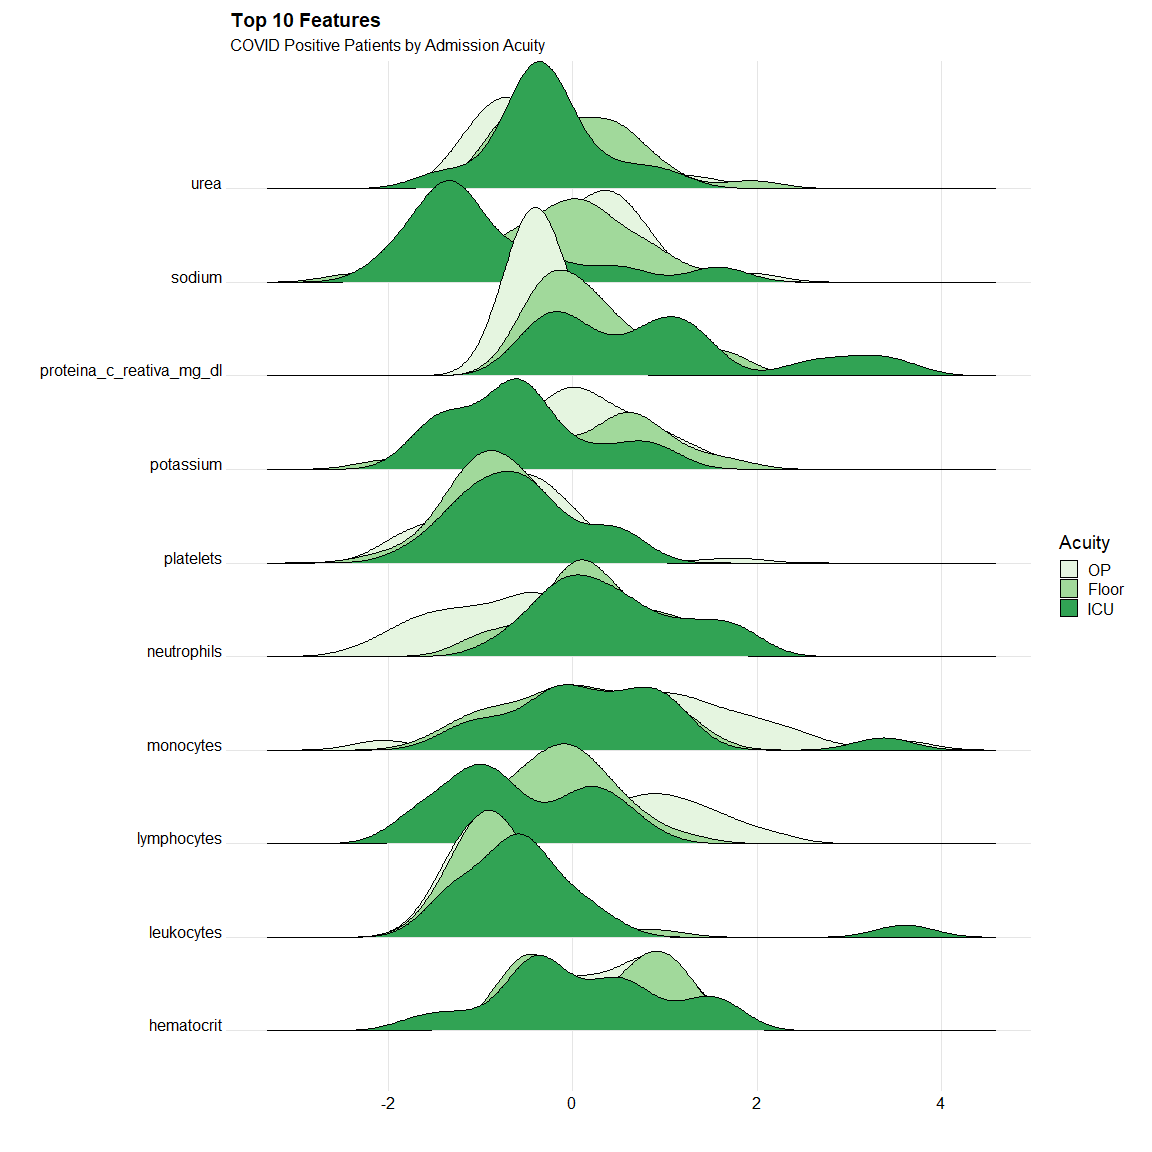 Top 10 Features
COVID Positive Patients by Admission Acuity
urea
sodium
proteina_c_reativa_mg_dl
potassium
platelets
neutrophils
monocytes
lymphocytes
leukocytes
hematocrit
-2 0 2 4
Acuity
OP
Floor
ICU